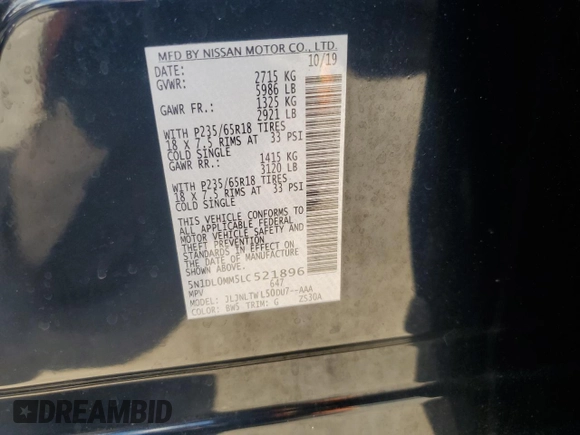 MFD BY NISSAN MOTOR CO., LTD.
DATE: 10/19
GVWR: 2715 KG
5986 LB
GAWR FR.: 1325 KG
2921 LB
WITH P235/65R18 TIRES
18 X 7.5 RIMS AT 33 PSI
COLD SINGLE
GAWR RR.: 1415 KG
3120 LB
WITH P235/65R18 TIRES
18 X 7.5 RIMS AT 33 PSI
COLD SINGLE
THIS VEHICLE CONFORMS TO
ALL APPLICABLE FEDERAL
MOTOR VEHICLE SAFETY AND
THEFT PREVENTION
STANDARDS IN EFFECT ON
THE DATE OF MANUFACTURE
SHOWN ABOVE.
5N1DL0MM5LC521896
MPV 647
MODEL: JLJNLTWL50DU7--AAA
COLOR: BW5 TRIM: G Z530A
DREAMBID